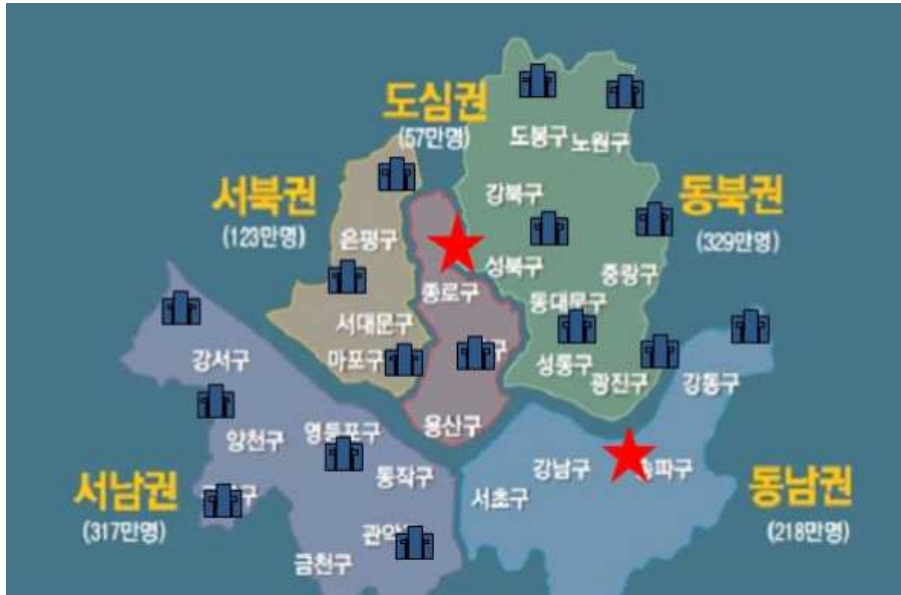 도심권
(57만명)
도봉구
노원구
서북권
(123만명)
강북구
동북권
(329만명)
은평구
성북구
중랑구
종로구
동대문구
서대문구
강서구
마포구
성동구
광진구
강동구
용산구
영등포구
양천구
동작구
강남구
서초구
서남권
(317만명)
동남권
(218만명)
금천구